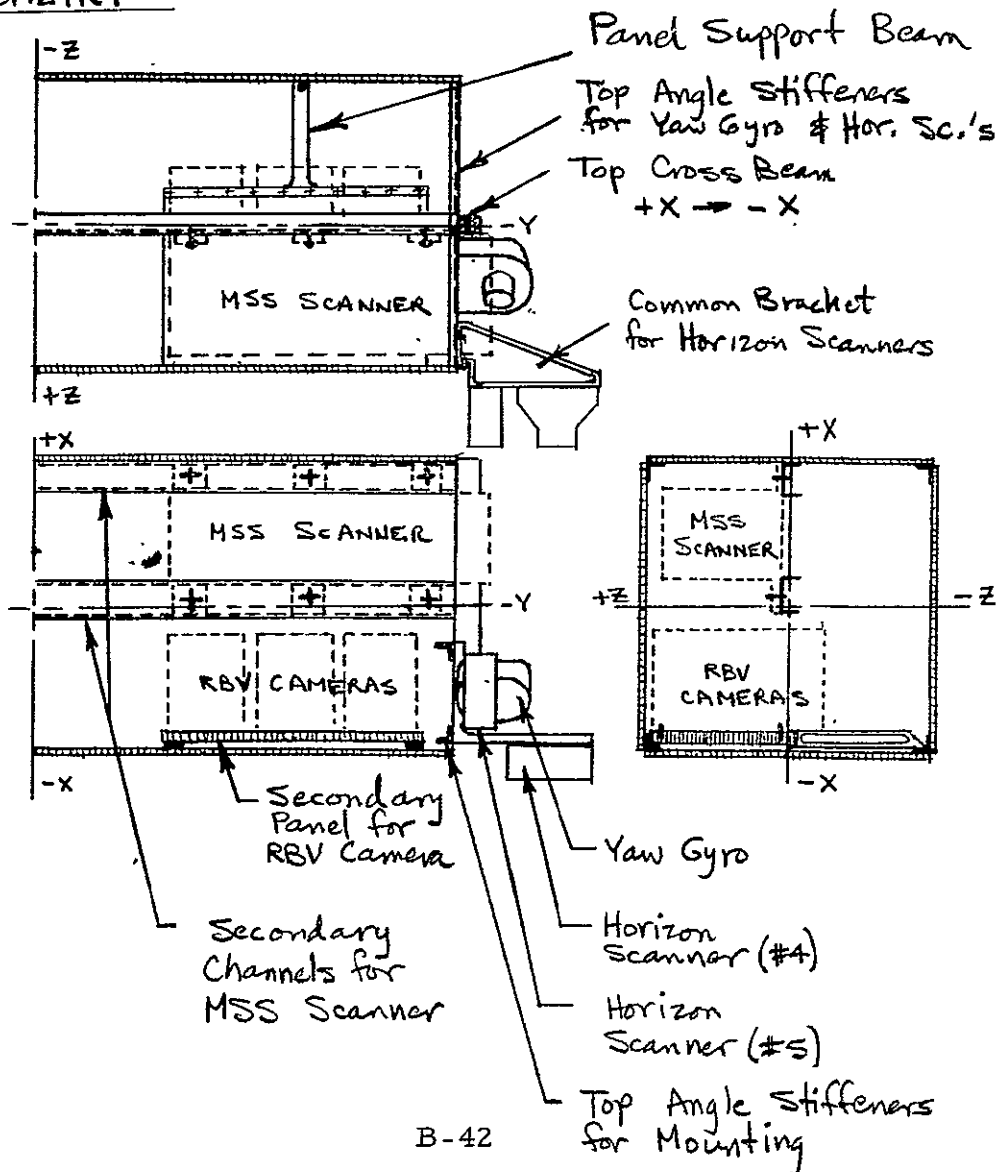 -Z
Panel Support Beam
Top Angle Stiffeners
for Yaw Gyro & Hor. Sc.'s
Top Cross Beam
+X → -X
-Y
MSS SCANNER
Common Bracket
for Horizon Scanners
+Z
+X
MSS SCANNER
-Y
RBV CAMERAS
-X
+X
MSS
SCANNER
+Z
-Z
RBV
CAMERAS
-X
Secondary
Panel for
RBV Camera
Yaw Gyro
Secondary
Channels for
MSS Scanner
Horizon
Scanner (#4)
Horizon
Scanner (#5)
Top Angle Stiffeners
for Mounting
B-42